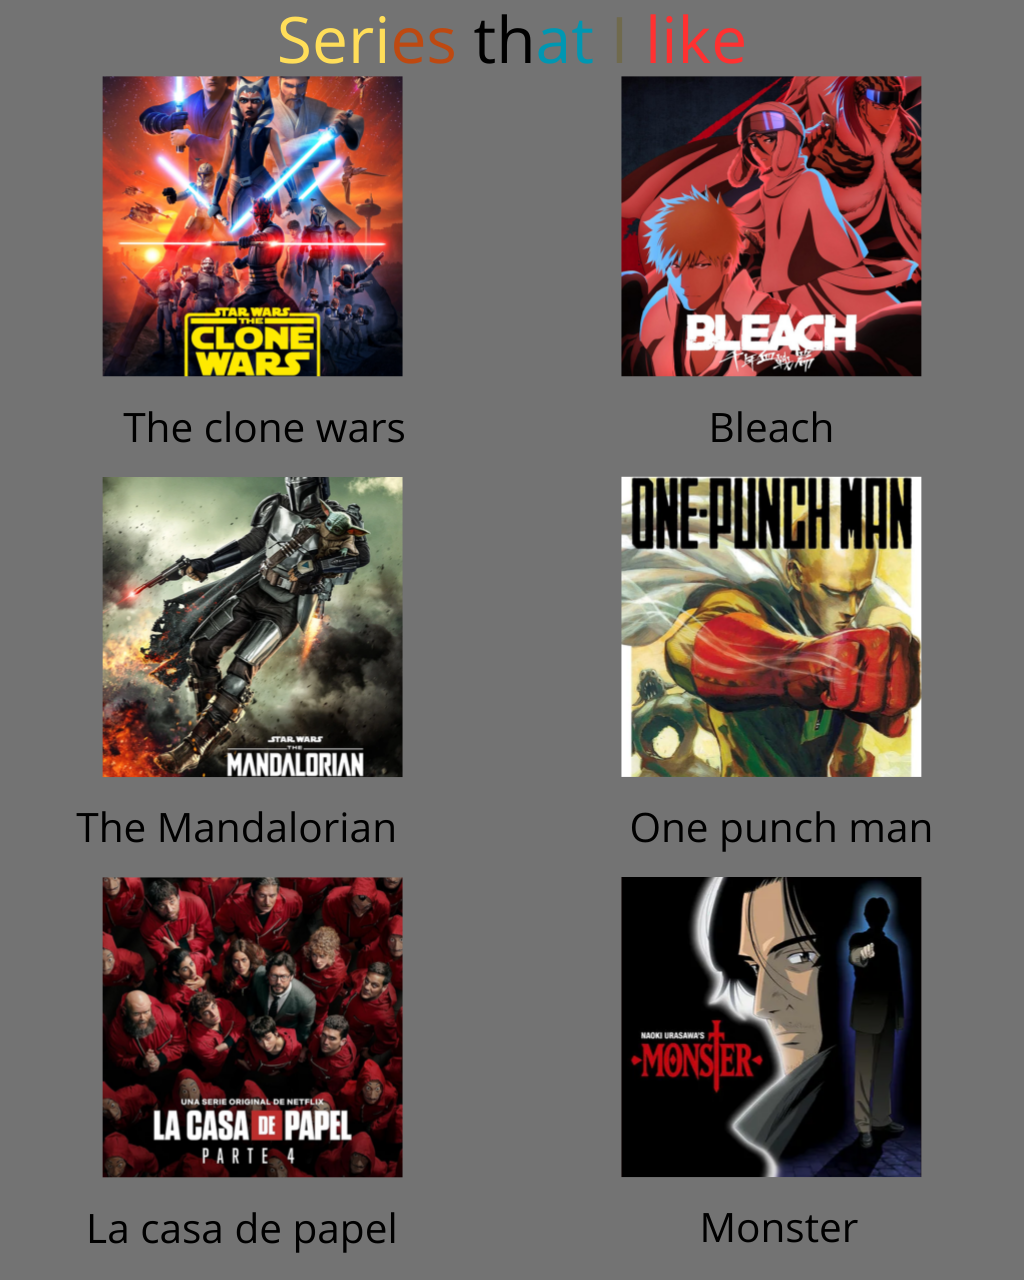 Series that I like
STAR WARS
THE
CLONE
WARS
BLEACH
千年血戦篇
The clone wars
Bleach
STAR WARS
THE
MANDALORIAN
ONE-PUNCH MAN
The Mandalorian
One punch man
UNA SERIE ORIGINAL DE NETFLIX
LA CASA DE PAPEL
PARTE 4
NAOKI URASAWA'S
MONSTER
La casa de papel
Monster